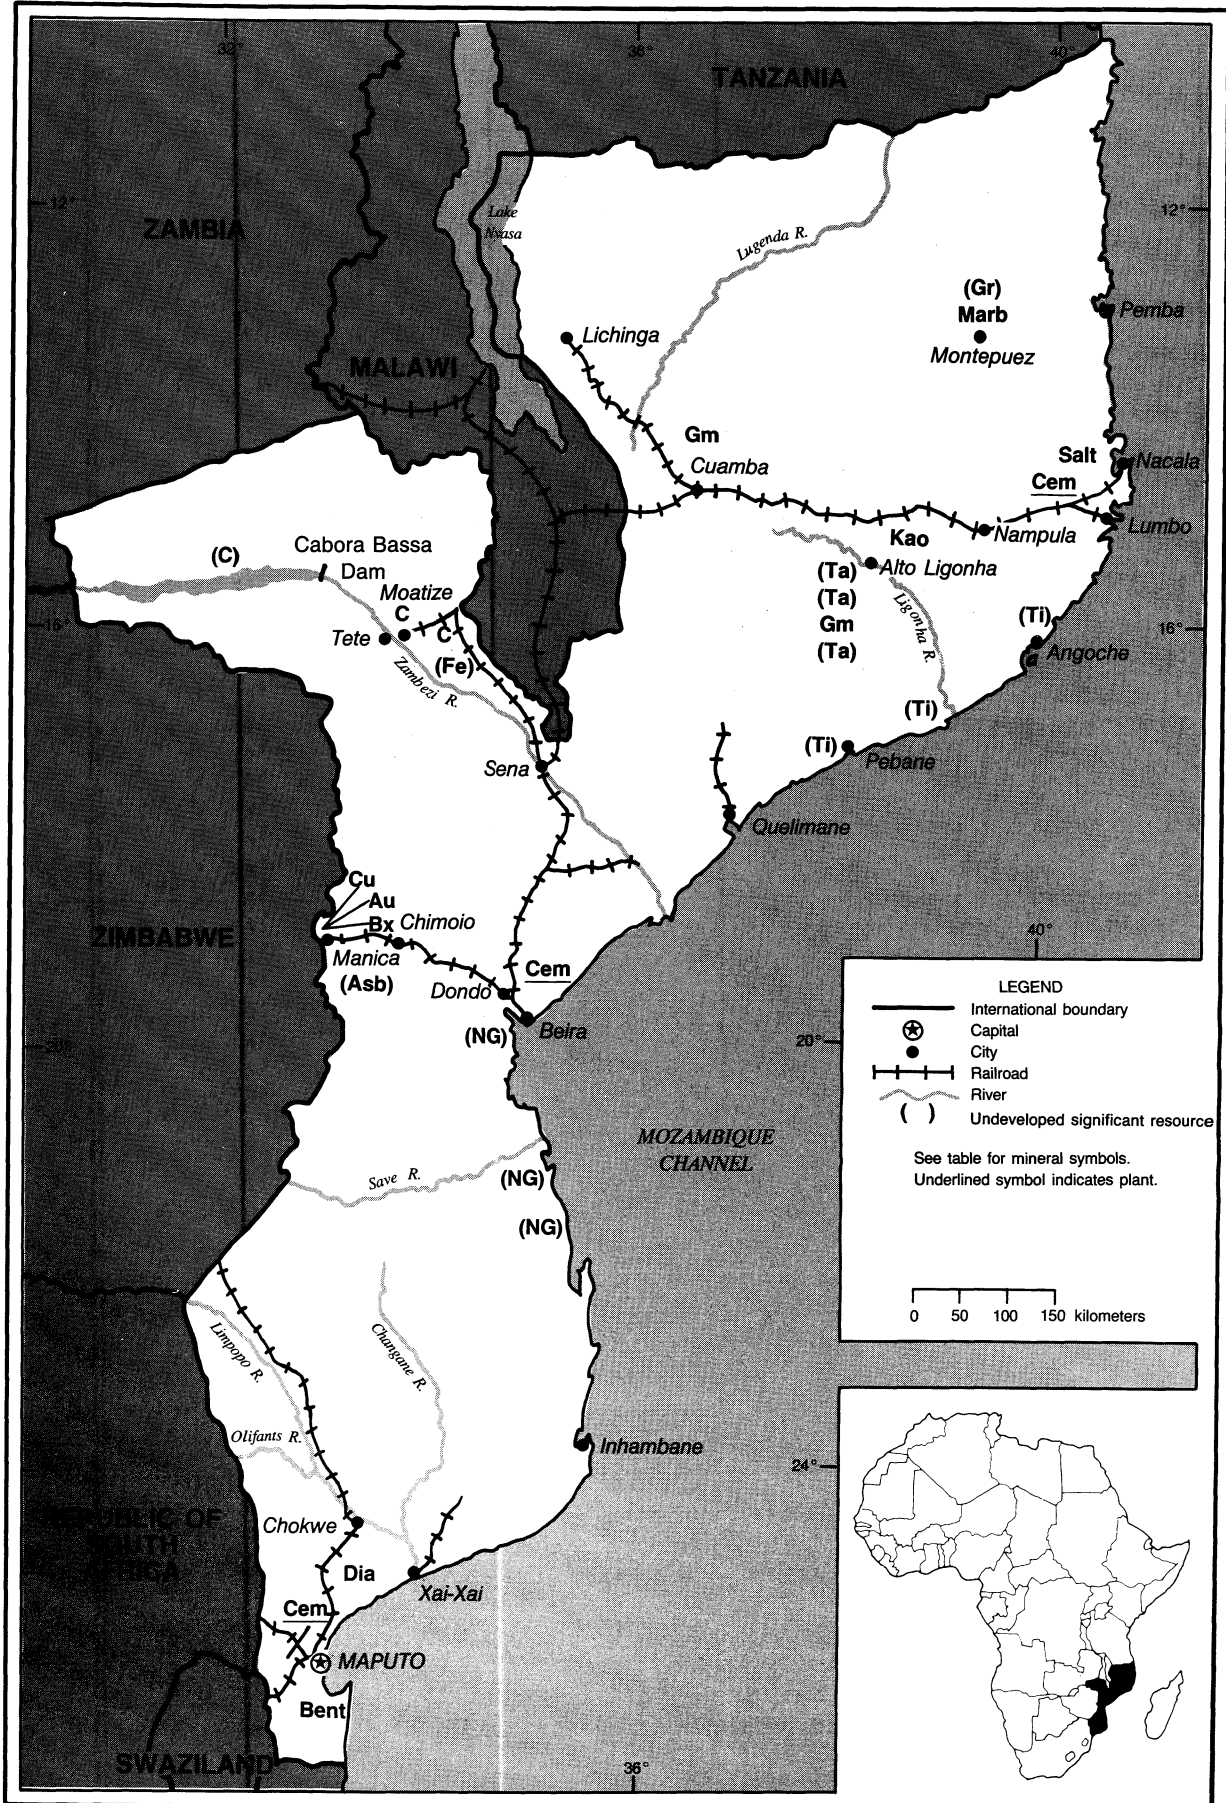 32°
36°
40°
TANZANIA
12°
12°
ZAMBIA
Lake
Nyasa
Lugenda R.
(Gr)
Marb
Montepuez
Pemba
Lichinga
MALAWI
Gm
Cuamba
Salt
Nacala
Cem
Lumbo
Nampula
Kao
Alto Ligonha
(C)
Cabora Bassa
Dam
Moatize
C
C
Tete
(Fe)
Zambezi R.
(Ta)
(Ta)
Gm
(Ta)
Ligonha R.
(Ti)
Angoche
16°
16°
(Ti)
(Ti)
Pebane
Sena
Quelimane
Cu
Au
Bx
Chimoio
ZIMBABWE
Manica
(Asb)
Cem
Dondo
Beira
(NG)
40°
20°
20°
LEGEND
International boundary
Capital
City
Railroad
River
( )
Undeveloped significant resource
See table for mineral symbols.
Underlined symbol indicates plant.
0 50 100 150 kilometers
MOZAMBIQUE
CHANNEL
Save R.
(NG)
(NG)
Limpopo R.
Changane R.
Olifants R.
Inhambane
24°
REPUBLIC OF
SOUTH
AFRICA
Chokwe
Dia
Xai-Xai
Cem
MAPUTO
Bent
SWAZILAND
36°